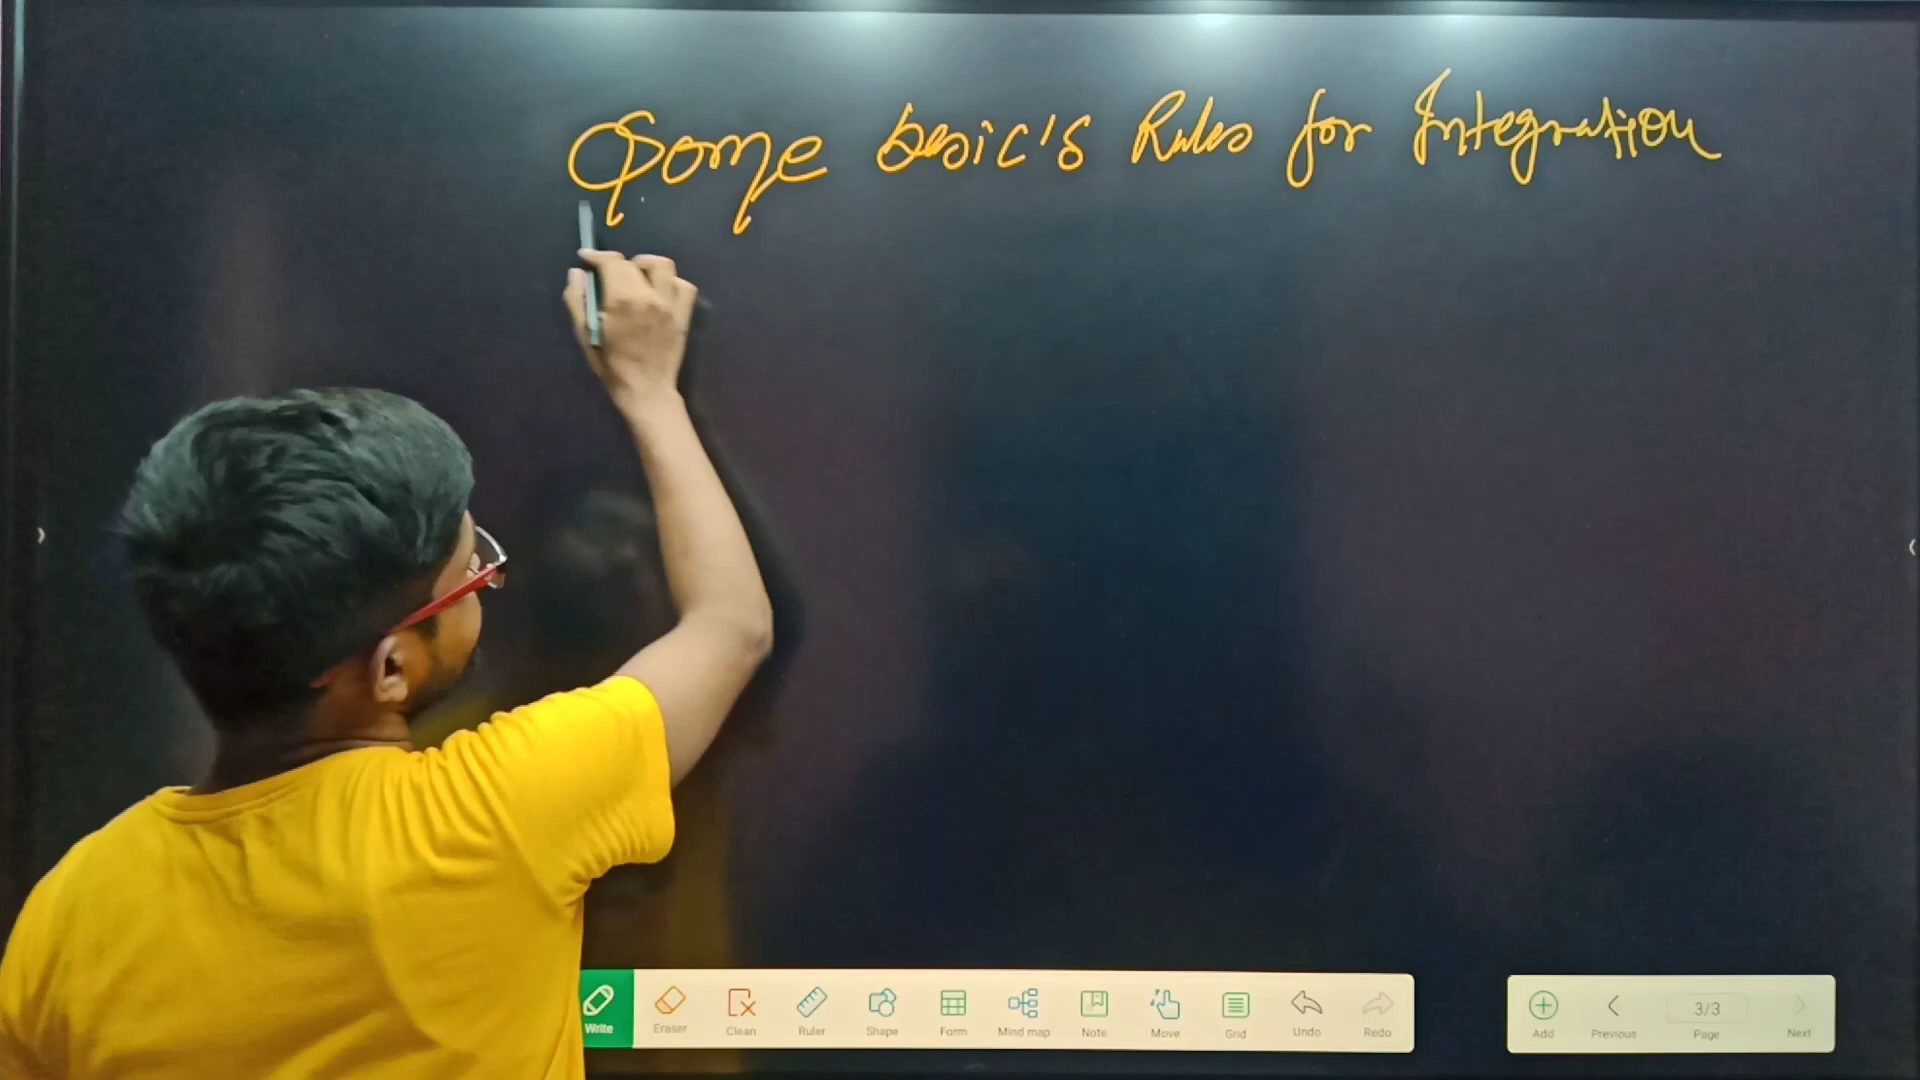 Some basic's Rules for Integration
Write Eraser Clean Ruler Shape Form Mind map Note Move Grid Undo Redo
Add Previous 3/3 Page Next